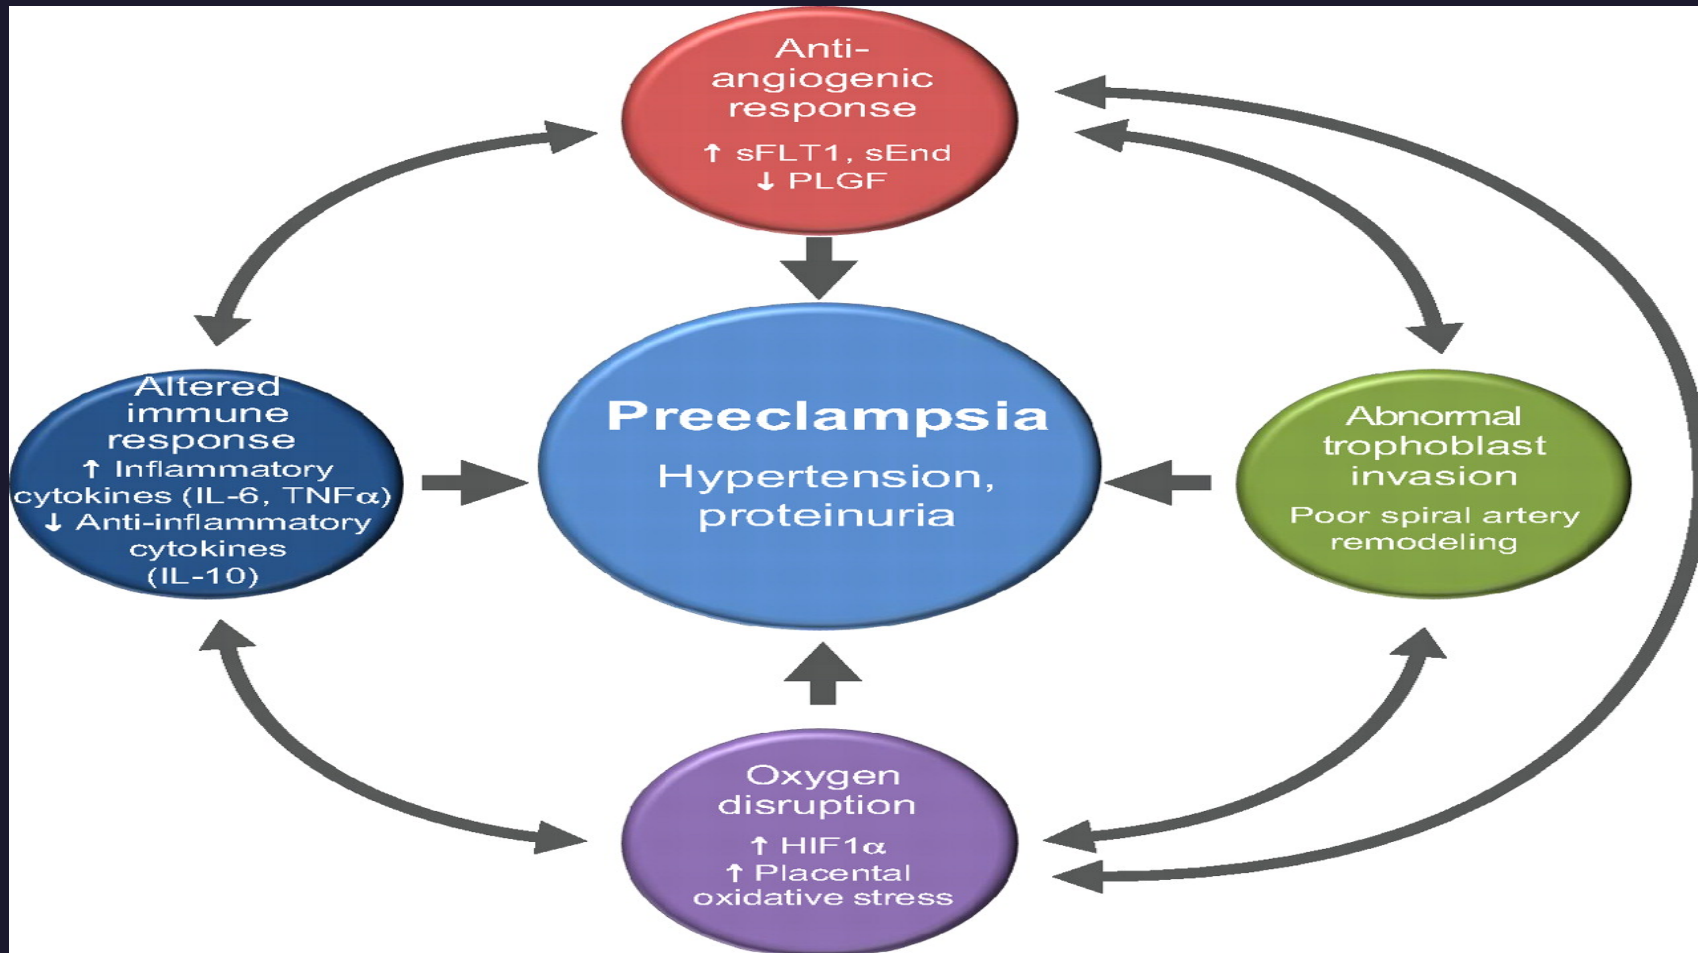 Anti-
angiogenic
response
↑ sFLT1, sEnd
↓ PLGF
Altered
immune
response
↑ Inflammatory
cytokines (IL-6, TNFα)
↓ Anti-inflammatory
cytokines
(IL-10)
Preeclampsia
Hypertension,
proteinuria
Abnormal
trophoblast
invasion
Poor spiral artery
remodeling
Oxygen
disruption
↑ HIF1α
↑ Placental
oxidative stress